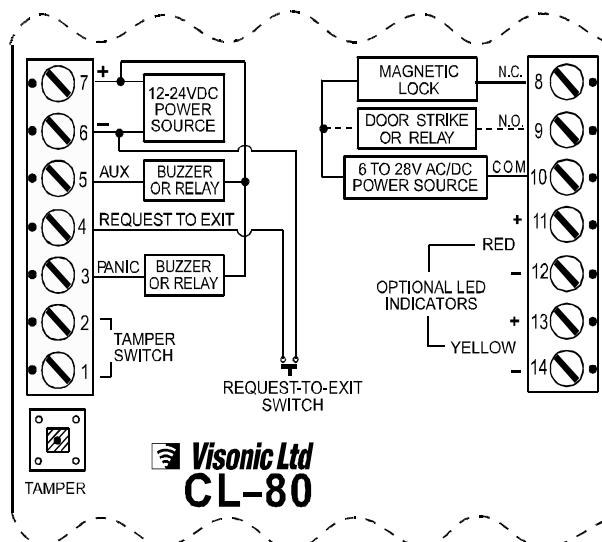 7
+
12-24VDC
POWER
SOURCE
6
–
5
AUX
BUZZER
OR RELAY
4
REQUEST TO EXIT
3
PANIC
BUZZER
OR RELAY
2
TAMPER
SWITCH
1
REQUEST-TO-EXIT
SWITCH
TAMPER
MAGNETIC
LOCK
N.C.
8
DOOR STRIKE
OR RELAY
N.O.
9
6 TO 28V AC/DC
POWER SOURCE
COM
10
+
11
RED
–
12
OPTIONAL LED
INDICATORS
+
13
YELLOW
–
14
Visonic Ltd
CL-80